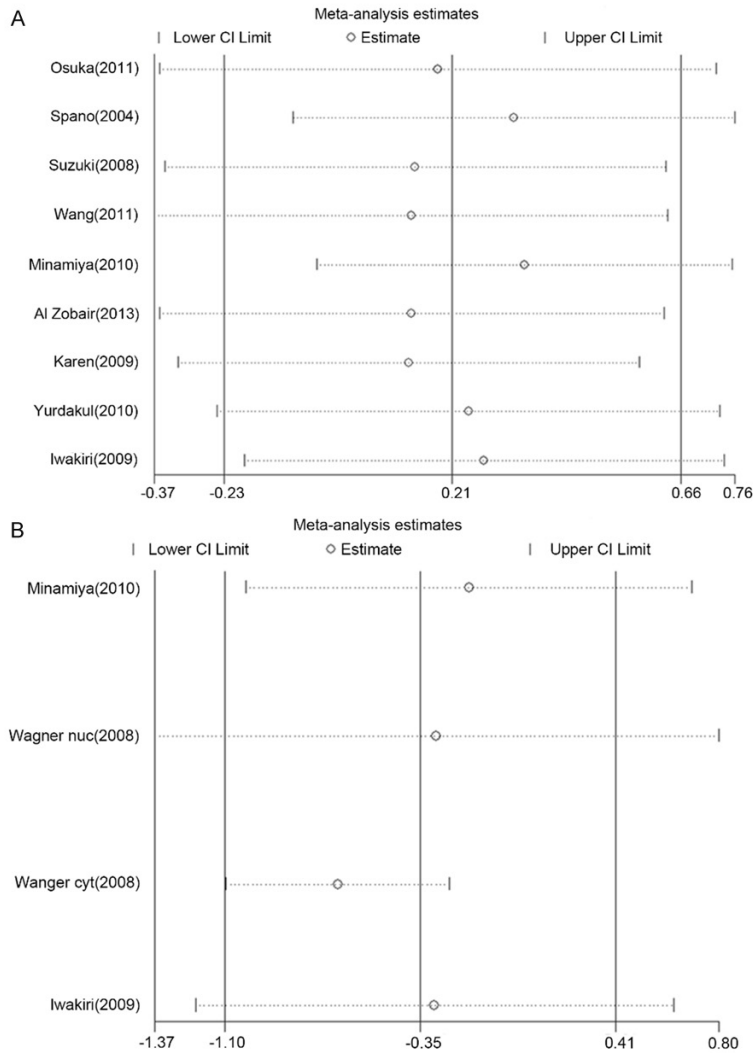 A
Meta-analysis estimates
| Lower CI Limit ○ Estimate | Upper CI Limit
Osuka(2011)
Spano(2004)
Suzuki(2008)
Wang(2011)
Minamiya(2010)
Al Zobair(2013)
Karen(2009)
Yurdakul(2010)
Iwakiri(2009)
-0.37 -0.23 0.21 0.66 0.76
B
Meta-analysis estimates
| Lower CI Limit ○ Estimate | Upper CI Limit
Minamiya(2010)
Wagner nuc(2008)
Wanger cyt(2008)
Iwakiri(2009)
-1.37 -1.10 -0.35 0.41 0.80